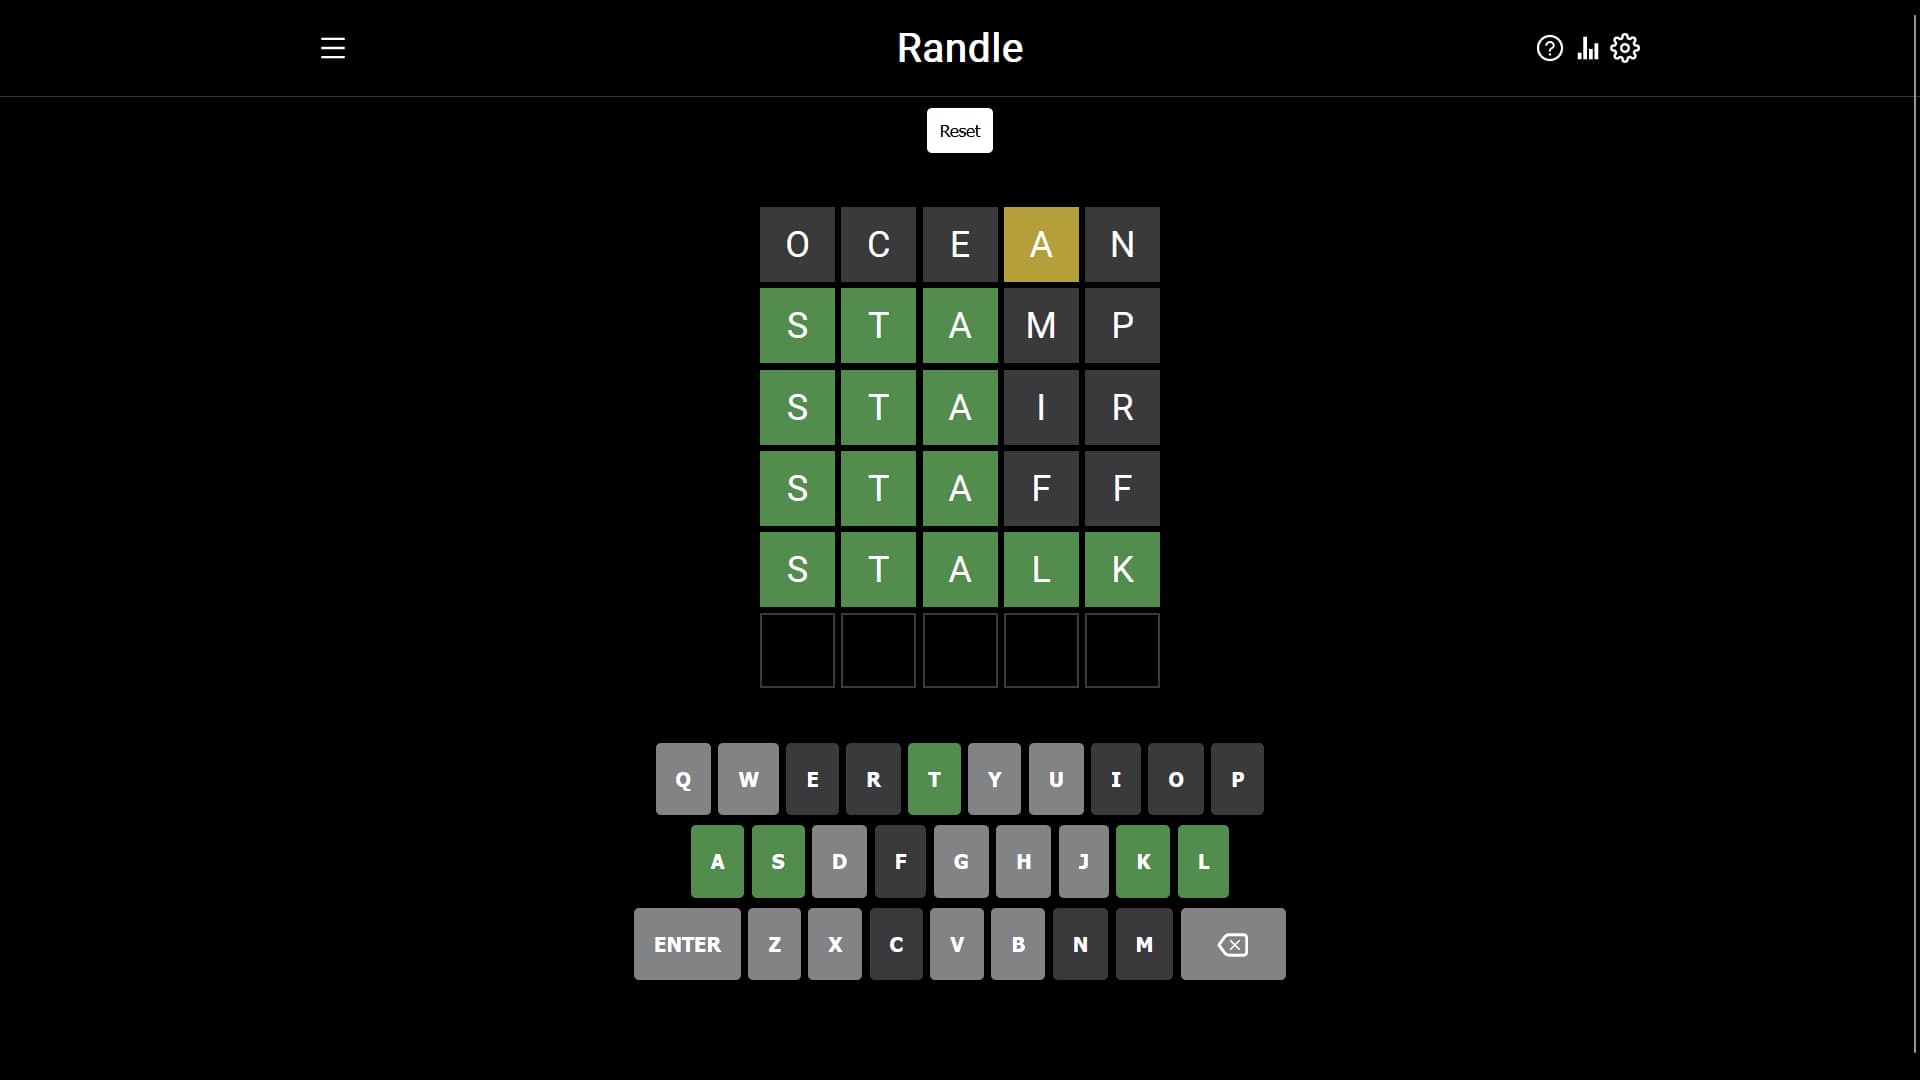 Randle
Reset
O C E A N
S T A M P
S T A I R
S T A F F
S T A L K
Q W E R T Y U I O P
A S D F G H J K L
ENTER Z X C V B N M